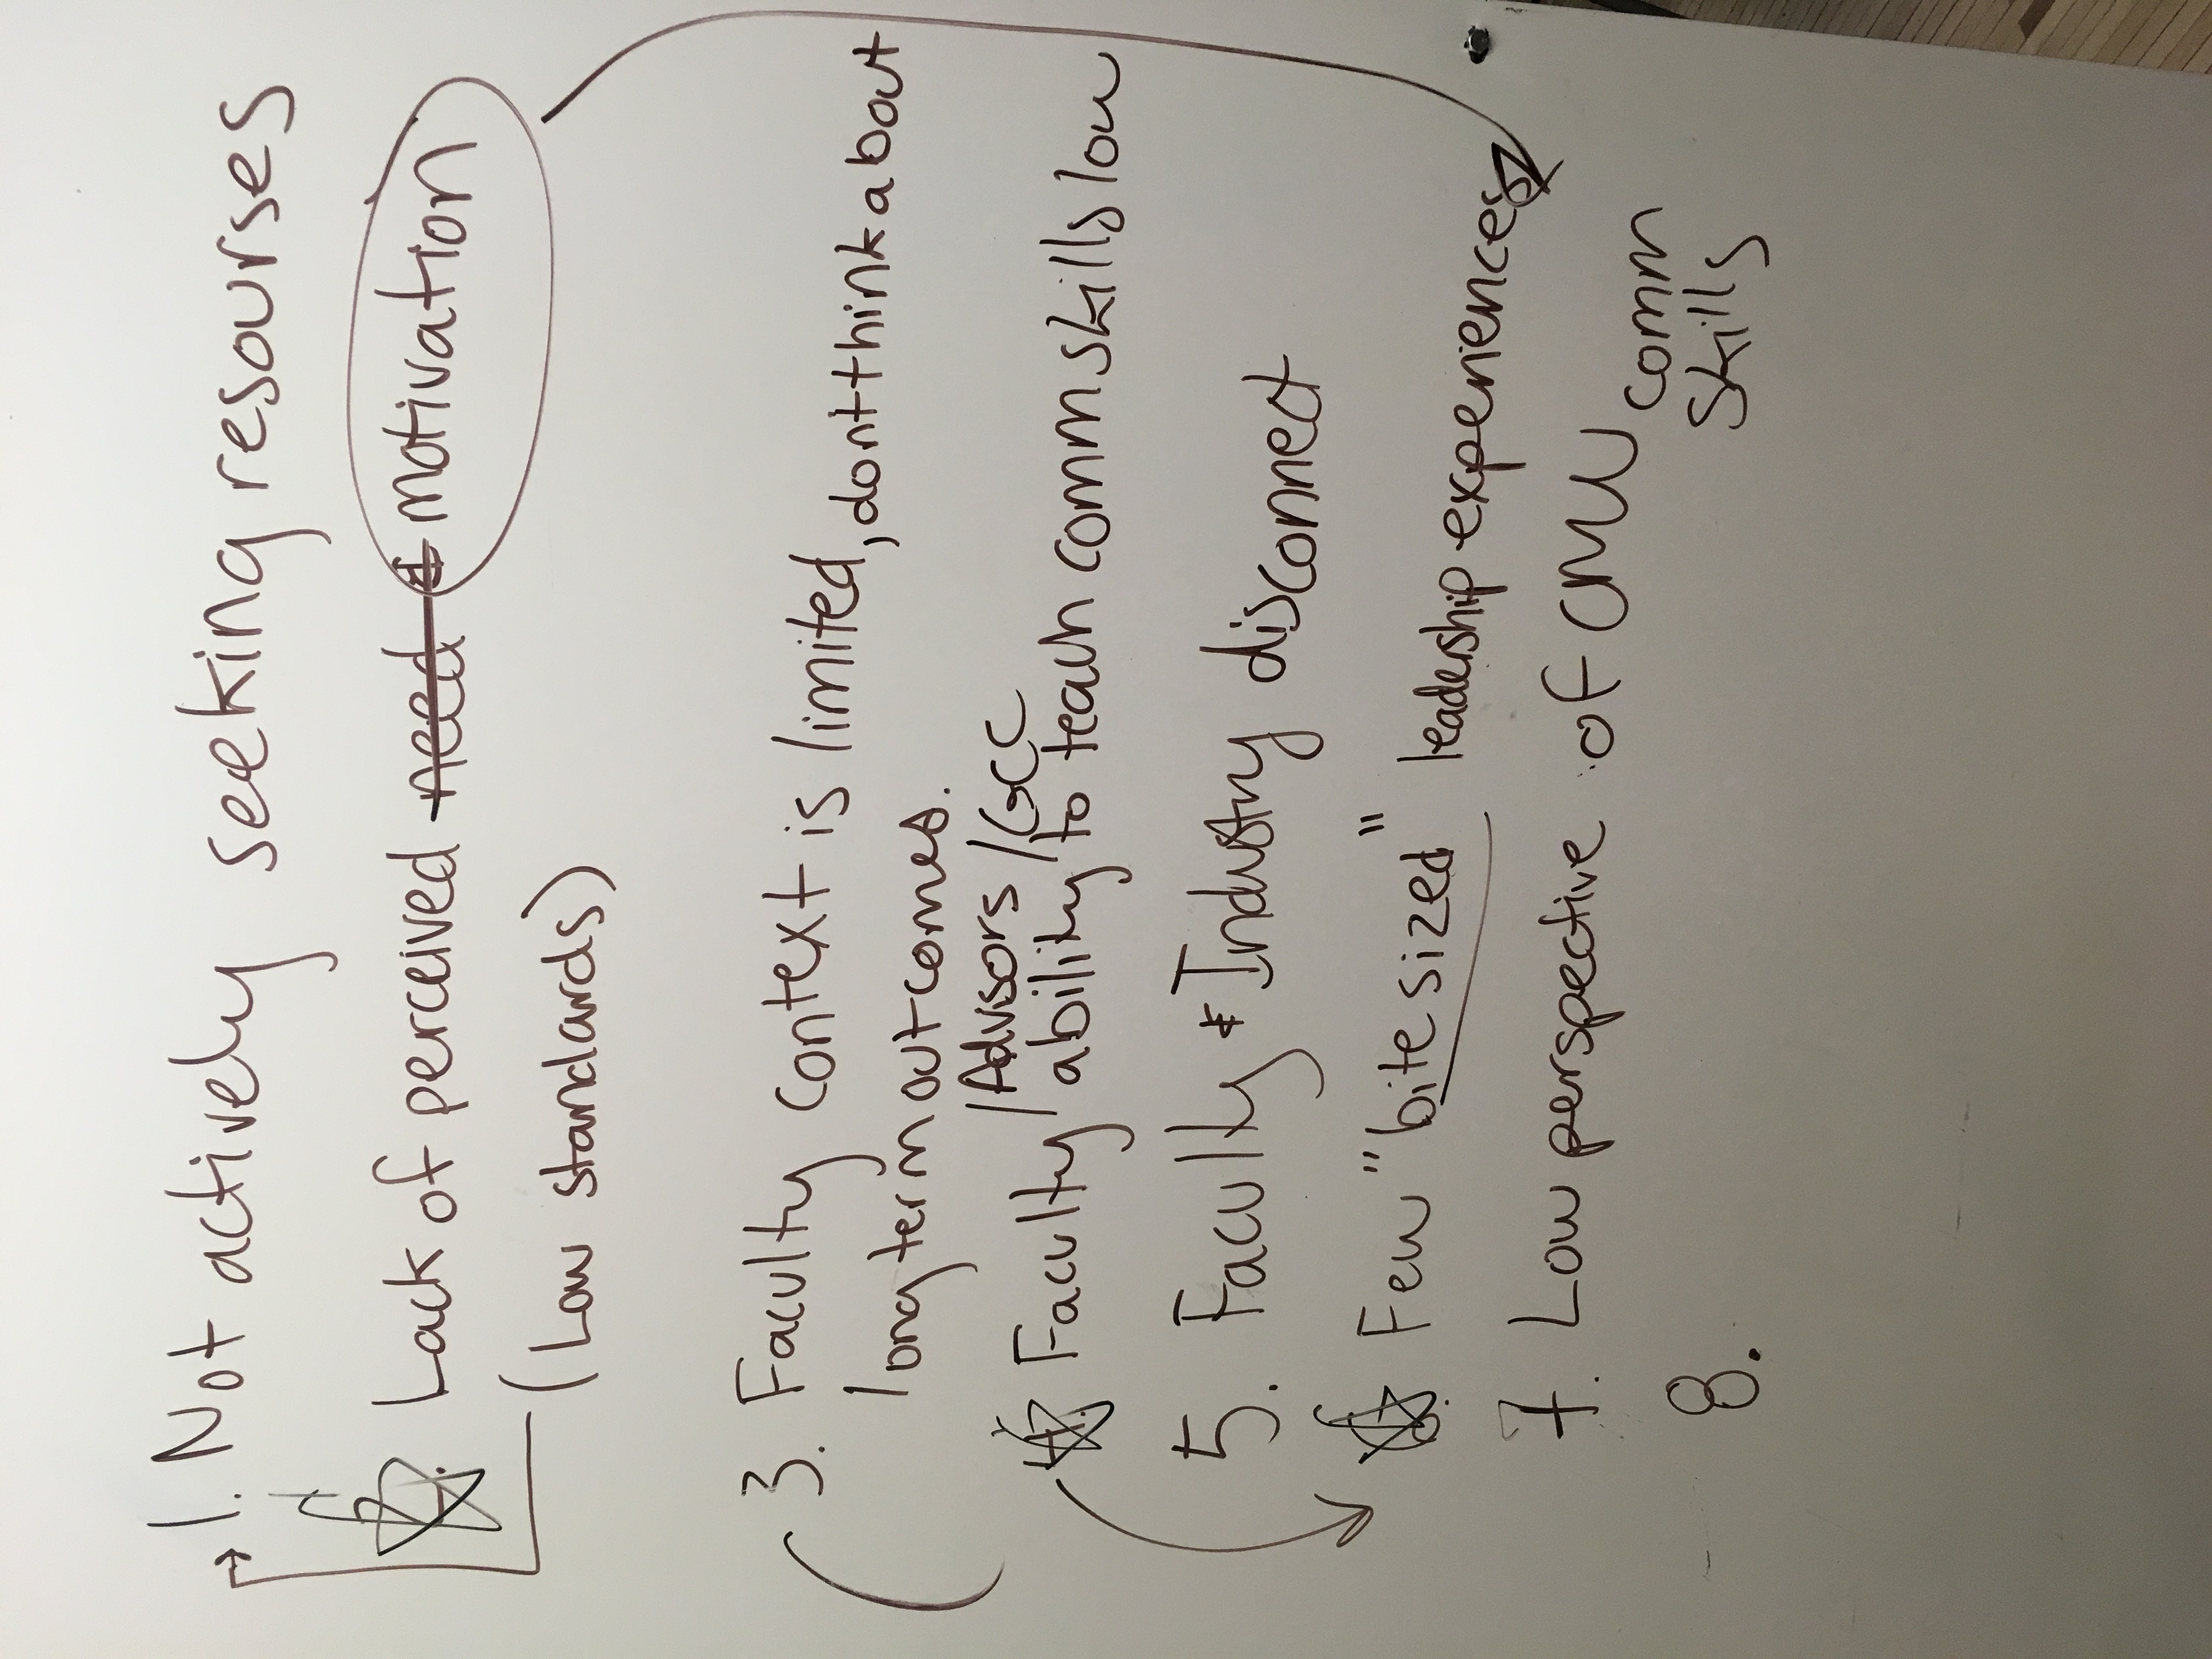 1. Not actively seeking resourses
2. Lack of perceived need & motivation
(Low standards)
3. Faculty context is limited, dont think about
long term outcomes.
/Advisors /GCC
4. Faculty ability to teach comm skills low
5. Faculty & Industry disconnect
6. Few "bite sized" leadership experiences
7. Low perspective of CMU comm
skills
8.